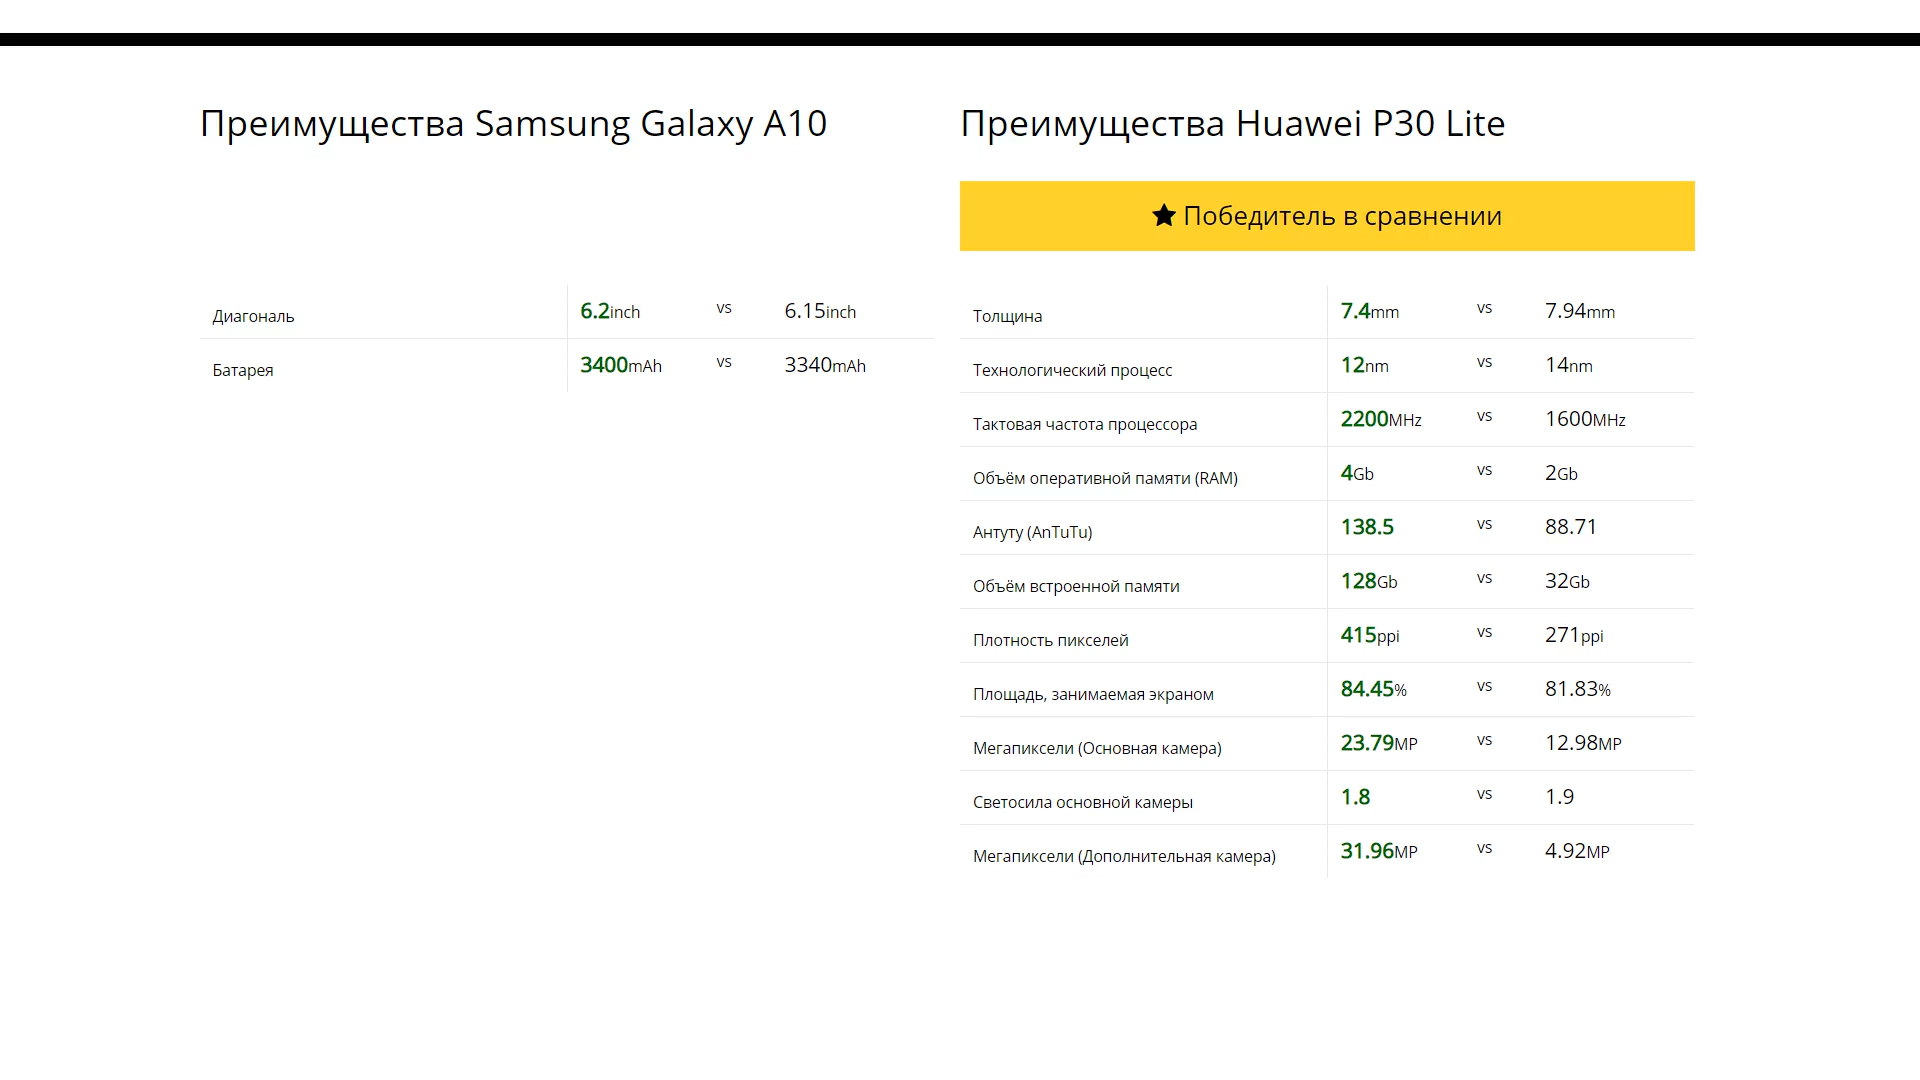 Преимущества Samsung Galaxy A10
Диагональ 6.2inch vs 6.15inch
Батарея 3400mAh vs 3340mAh
Преимущества Huawei P30 Lite
★ Победитель в сравнении
Толщина 7.4mm vs 7.94mm
Технологический процесс 12nm vs 14nm
Тактовая частота процессора 2200MHz vs 1600MHz
Объём оперативной памяти (RAM) 4Gb vs 2Gb
Антуту (AnTuTu) 138.5 vs 88.71
Объём встроенной памяти 128Gb vs 32Gb
Плотность пикселей 415ppi vs 271ppi
Площадь, занимаемая экраном 84.45% vs 81.83%
Мегапиксели (Основная камера) 23.79MP vs 12.98MP
Светосила основной камеры 1.8 vs 1.9
Мегапиксели (Дополнительная камера) 31.96MP vs 4.92MP